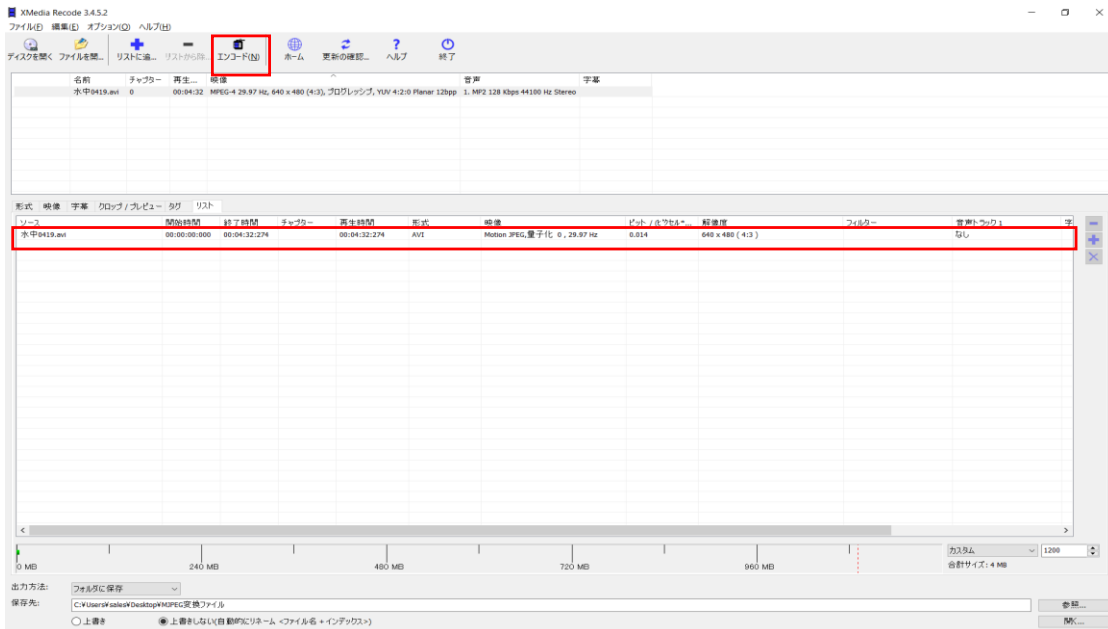 XMedia Recode 3.4.5.2
ファイル(F) 編集(E) オプション(O) ヘルプ(H)
ディスクを開く ファイルを開... リストに追... リストから除... エンコード(N) ホーム 更新の確認... ヘルプ 終了
名前 チャプター 再生... 映像 音声 字幕
水中0419.avi 0 00:04:32 MPEG-4 29.97 Hz, 640 x 480 (4:3), プログレッシブ, YUV 4:2:0 Planar 12bpp 1. MP2 128 Kbps 44100 Hz Stereo
形式 映像 字幕 クロップ / プレビュー タグ リスト
ソース 開始時間 終了時間 チャプター 再生時間 形式 映像 ビット / (ピクセル*... 解像度 フィルター 音声トラック 1 字
水中0419.avi 00:00:00:000 00:04:32:274 00:04:32:274 AVI Motion JPEG,量子化 0 , 29.97 Hz 0.014 640 x 480 ( 4:3 ) なし
0 MB 240 MB 480 MB 720 MB 960 MB
カスタム 1200
合計サイズ: 4 MB
出力方法: フォルダに保存
保存先: C:¥Users¥sales¥Desktop¥MJPEG変換ファイル 参照...
上書き 上書きしない(自動的にリネーム <ファイル名 + インデックス>) 開く...